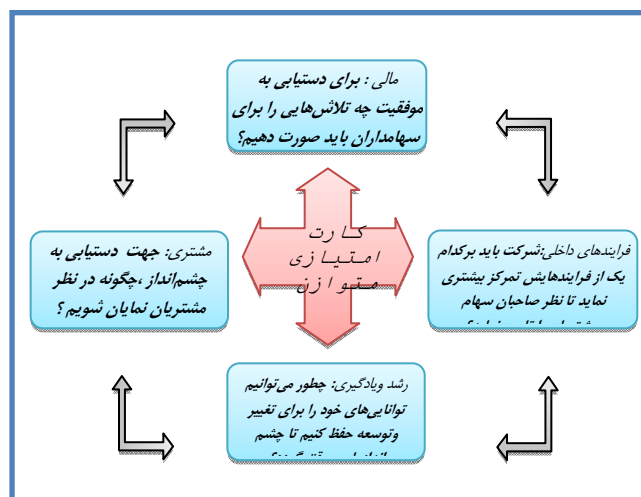 مالی : برای دستیابی به
موفقیت چه تلاش‌هایی را برای
سهامداران باید صورت دهیم؟
فرایندهای داخلی:شرکت باید برکدام
یک از فرایندهایش تمرکز بیشتری
نماید تا نظر صاحبان سهام
کارت
امتیازی
متوازن
مشتری: جهت دستیابی به
چشم‌انداز ،چگونه در نظر
مشتریان نمایان شویم ؟
رشد ویادگیری: چطور می‌توانیم
توانایی‌های خود را برای تغییر
وتوسعه حفظ کنیم تا چشم